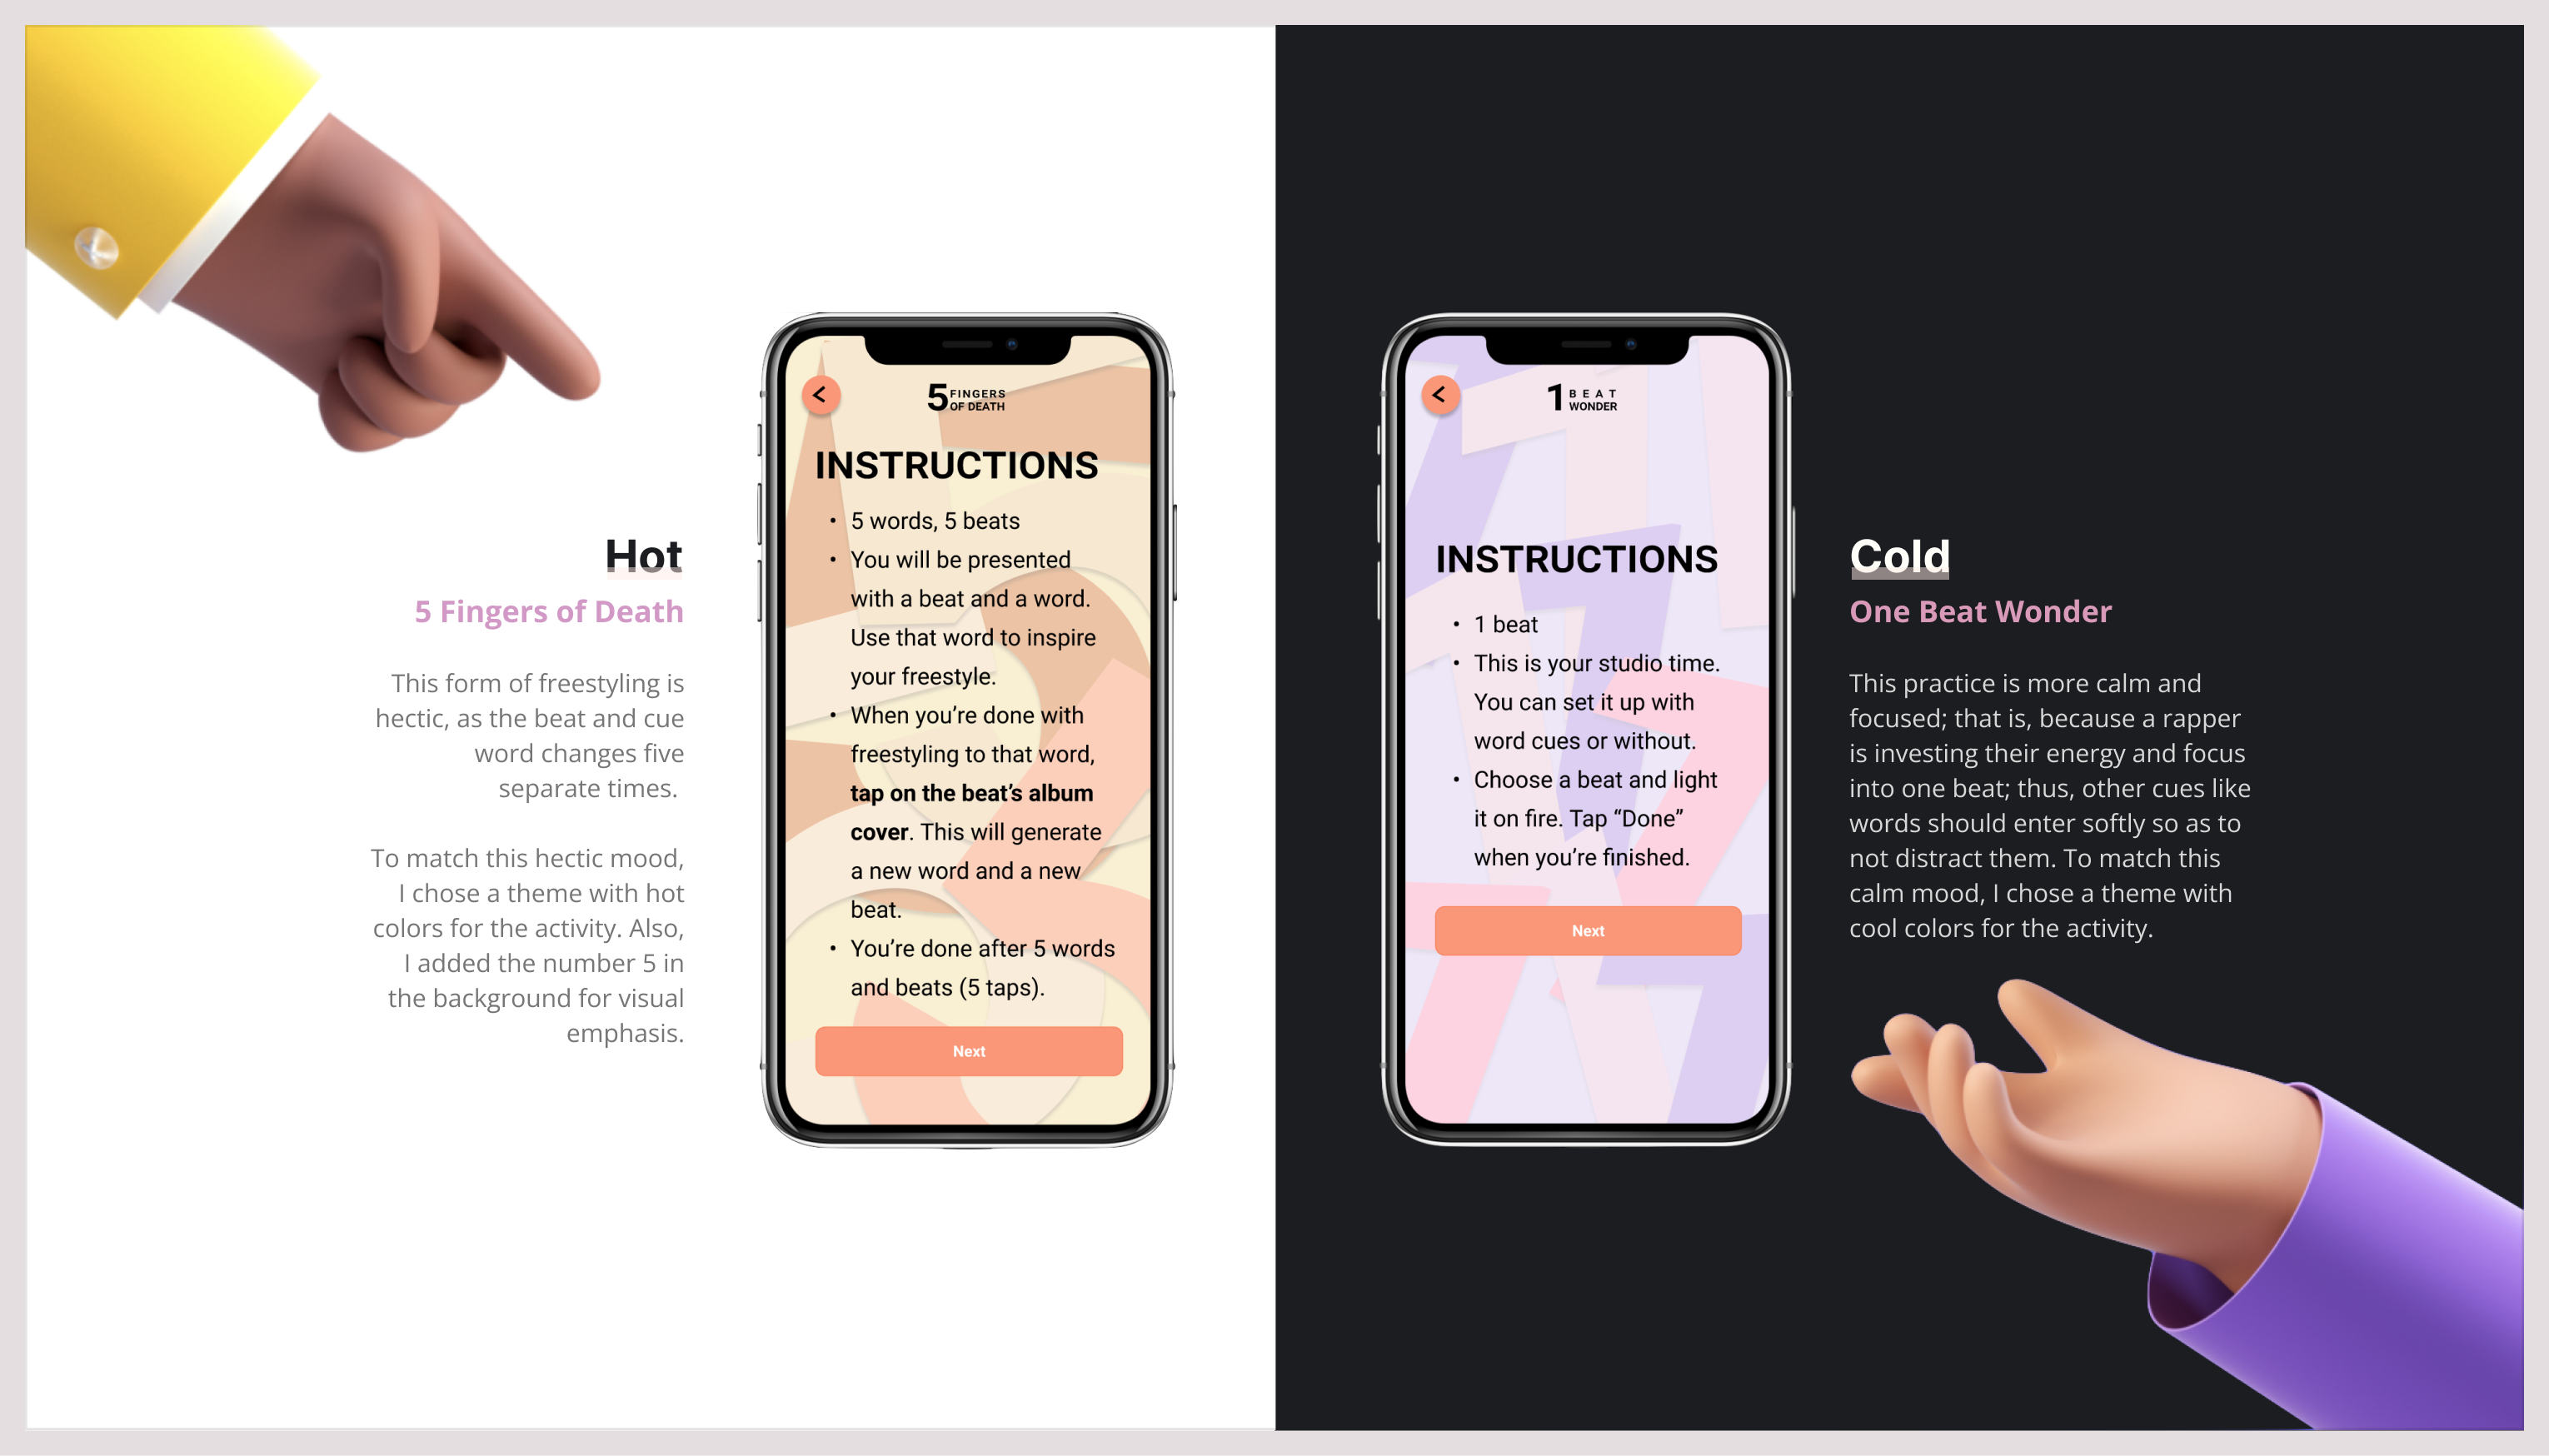 Hot
5 Fingers of Death
This form of freestyling is
hectic, as the beat and cue
word changes five
separate times.
To match this hectic mood,
I chose a theme with hot
colors for the activity. Also,
I added the number 5 in
the background for visual
emphasis.
5 FINGERS
OF DEATH
INSTRUCTIONS
• 5 words, 5 beats
• You will be presented
with a beat and a word.
Use that word to inspire
your freestyle.
• When you’re done with
freestyling to that word,
tap on the beat’s album
cover. This will generate
a new word and a new
beat.
• You’re done after 5 words
and beats (5 taps).
Next
1 BEAT
WONDER
INSTRUCTIONS
• 1 beat
• This is your studio time.
You can set it up with
word cues or without.
• Choose a beat and light
it on fire. Tap “Done”
when you’re finished.
Next
Cold
One Beat Wonder
This practice is more calm and
focused; that is, because a rapper
is investing their energy and focus
into one beat; thus, other cues like
words should enter softly so as to
not distract them. To match this
calm mood, I chose a theme with
cool colors for the activity.